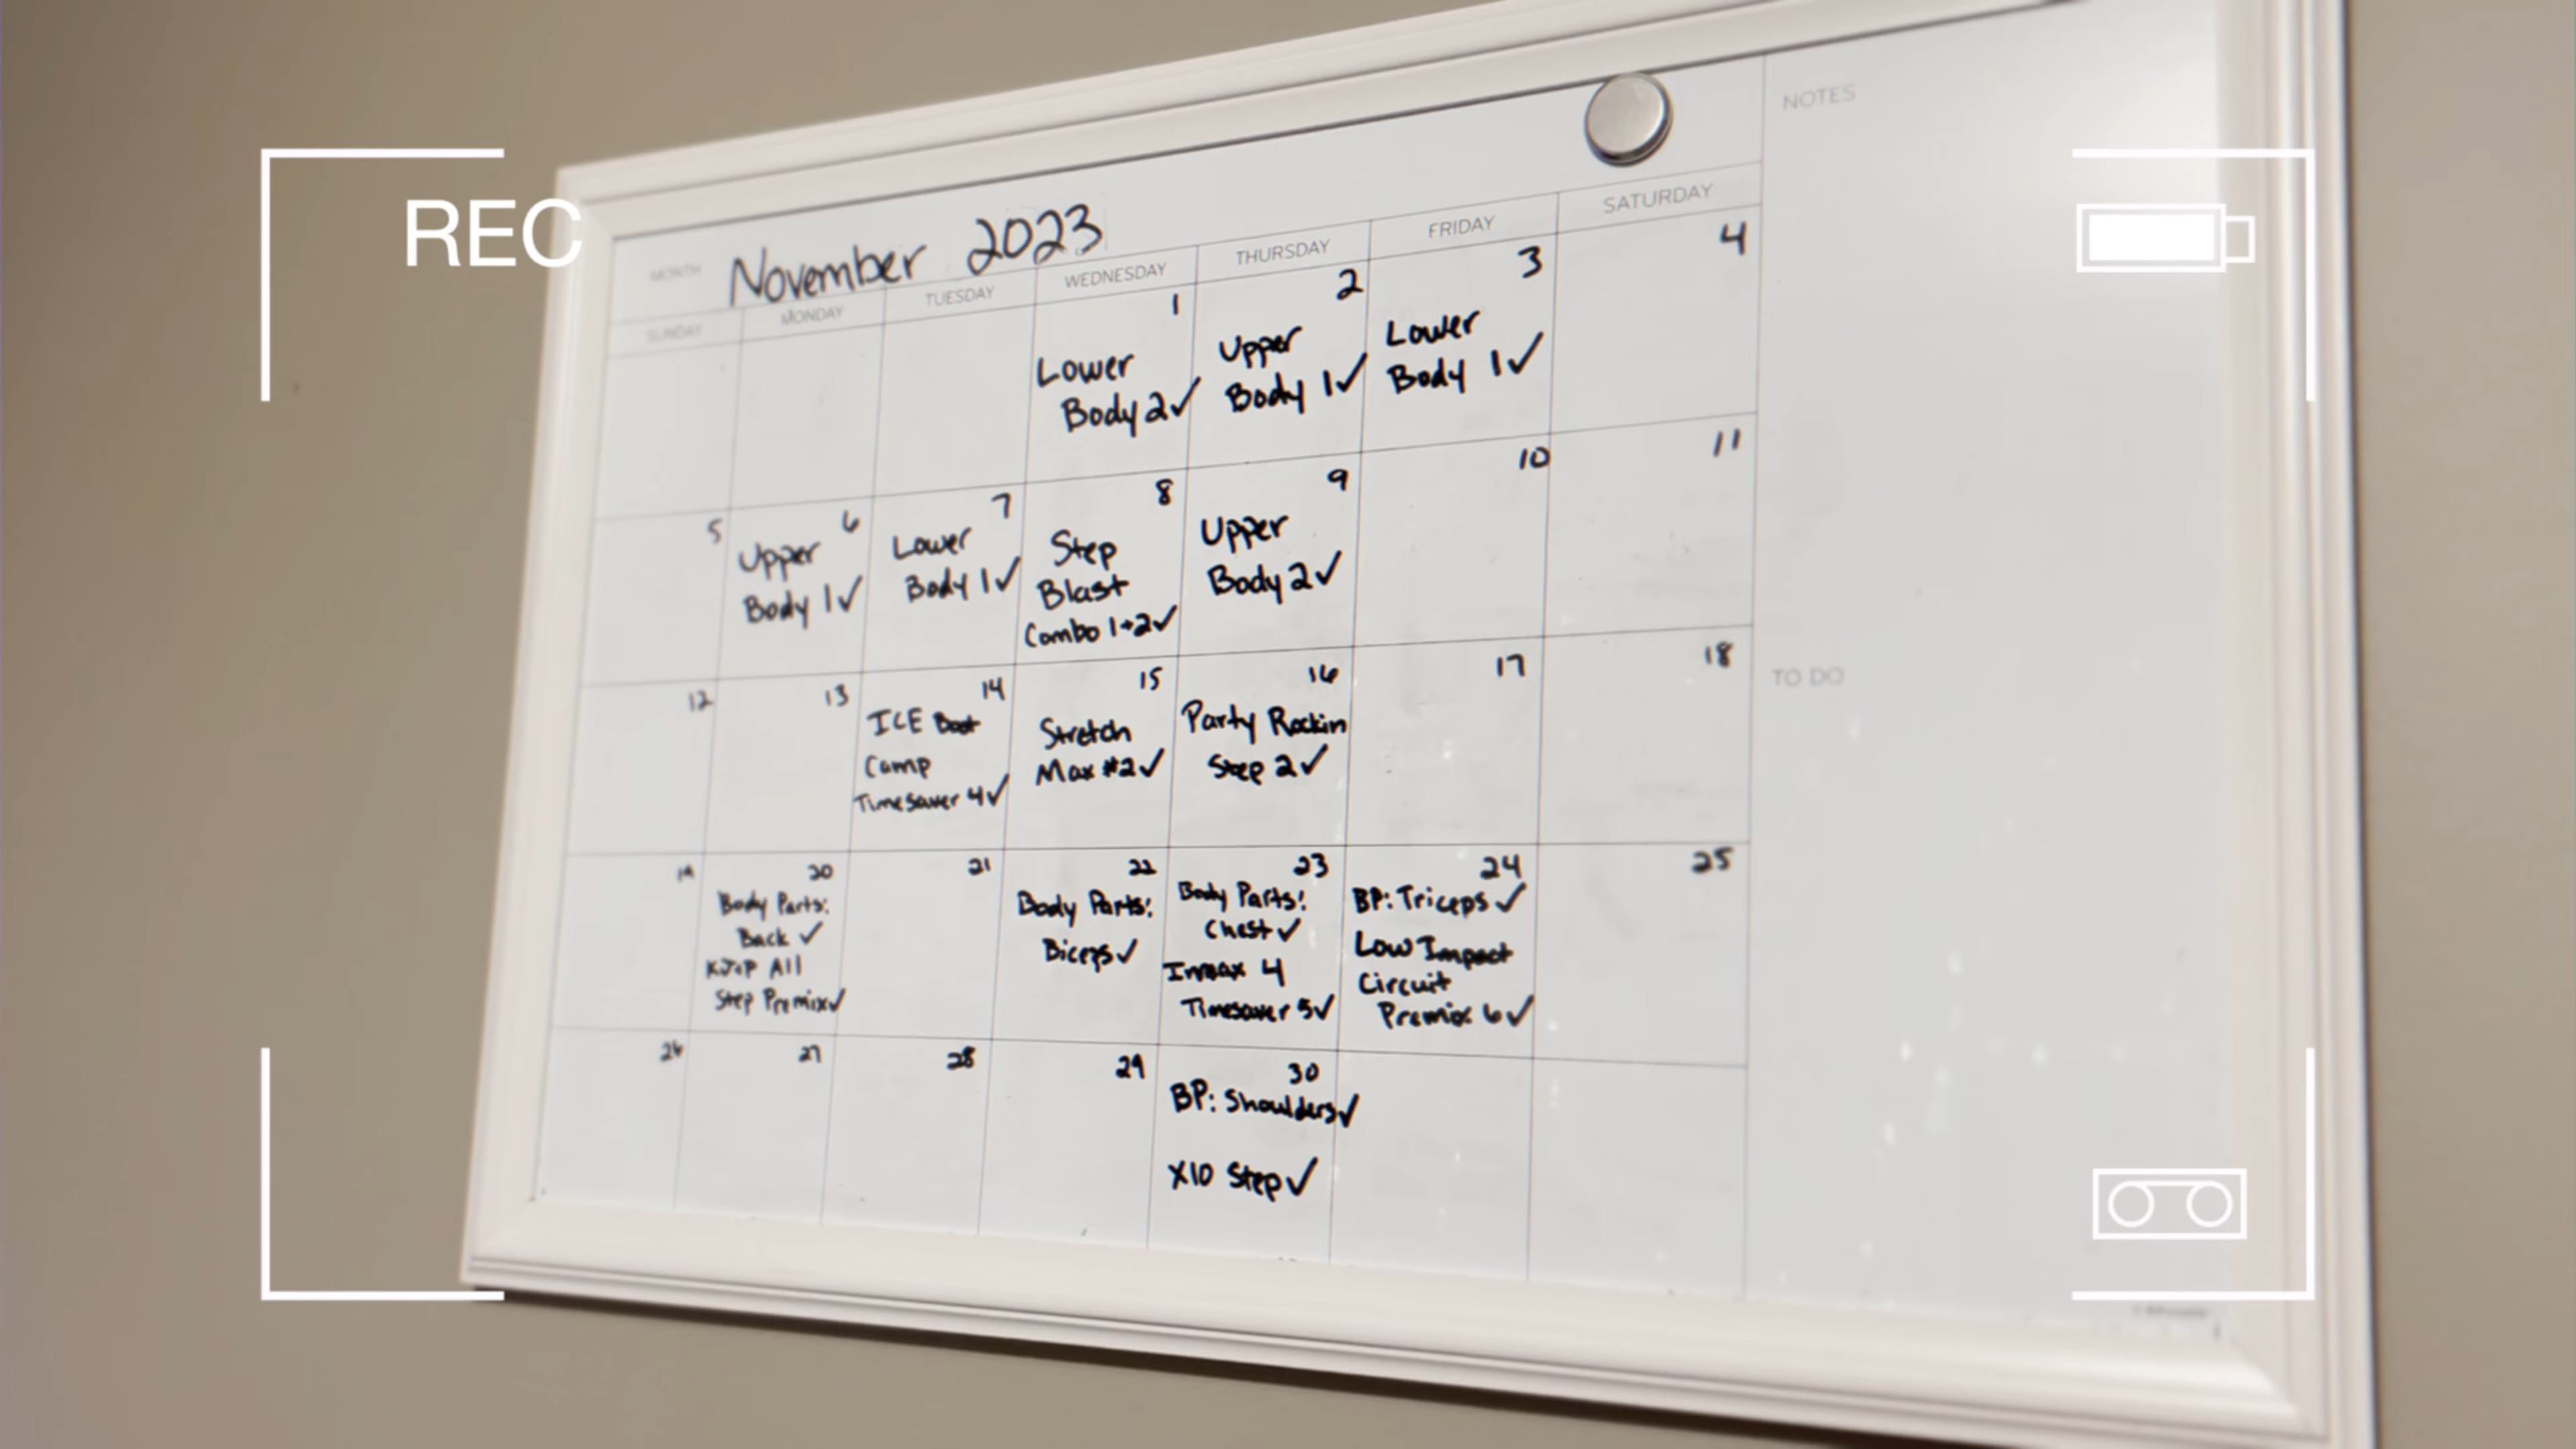 REC
MONTH November 2023
SUNDAY MONDAY TUESDAY WEDNESDAY THURSDAY FRIDAY SATURDAY
NOTES
1 2 3 4
Lower
Body 2✓
Upper
Body 1✓
Lower
Body 1✓
5 6 7 8 9 10 11
Upper
Body 1✓
Lower
Body 1✓
Step
Blast
Combo 1+2✓
Upper
Body 2✓
12 13 14 15 16 17 18
ICE Boot
Camp
Timesaver 4✓
Stretch
Max #2✓
Party Rockin
Step 2✓
TO DO
19 20 21 22 23 24 25
Body Parts:
Back ✓
All
Step Premix✓
Body Parts:
Biceps✓
Body Parts:
Chest✓
Imax 4
Timesaver 5✓
BP: Triceps✓
Low Impact
Circuit
Premix 6✓
26 27 28 29 30
BP: Shoulders✓
X10 Step✓